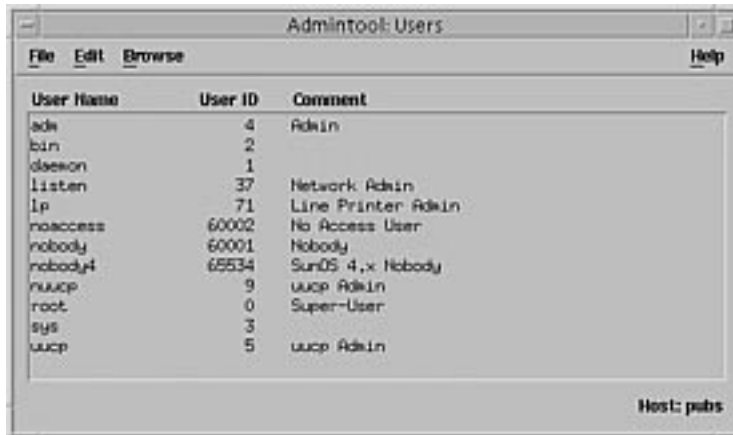 Admintool: Users
File Edit Browse Help
User Name User ID Comment
adm 4 Admin
bin 2
daemon 1
listen 37 Network Admin
lp 71 Line Printer Admin
noaccess 60002 No Access User
nobody 60001 Nobody
nobody4 65534 SunOS 4.x Nobody
nuucp 9 uucp Admin
root 0 Super-User
sys 3
uucp 5 uucp Admin
Host: pubs